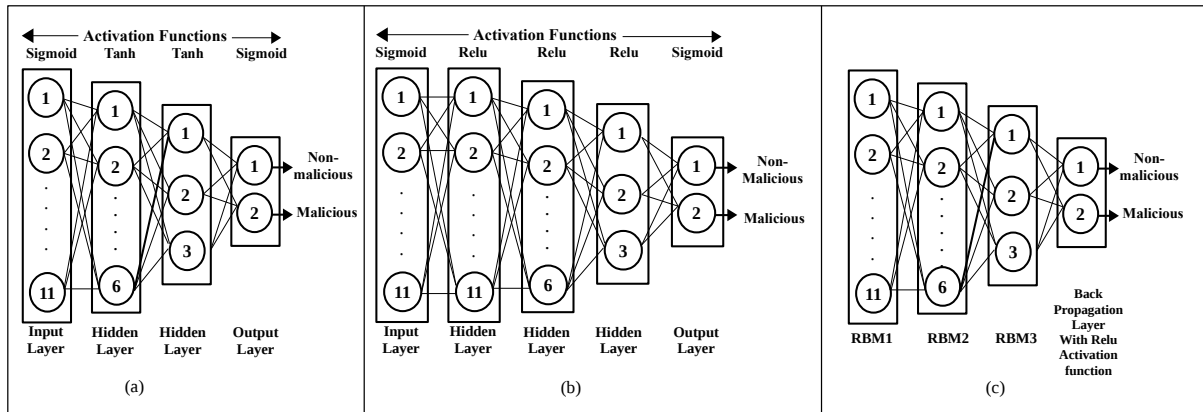 Activation Functions
Sigmoid Tanh Tanh Sigmoid
1
2
11
1
2
6
1
2
3
1
2
Non-
malicious
Malicious
Input
Layer
Hidden
Layer
Hidden
Layer
Output
Layer
(a)
Activation Functions
Sigmoid Relu Relu Relu Sigmoid
1
2
11
1
2
11
1
2
6
1
2
3
1
2
Non-
Malicious
Malicious
Input
Layer
Hidden
Layer
Hidden
Layer
Hidden
Layer
Output
Layer
(b)
1
2
11
1
2
6
1
2
3
1
2
Non-
malicious
Malicious
RBM1
RBM2
RBM3
Back
Propagation
Layer
With Relu
Activation
function
(c)